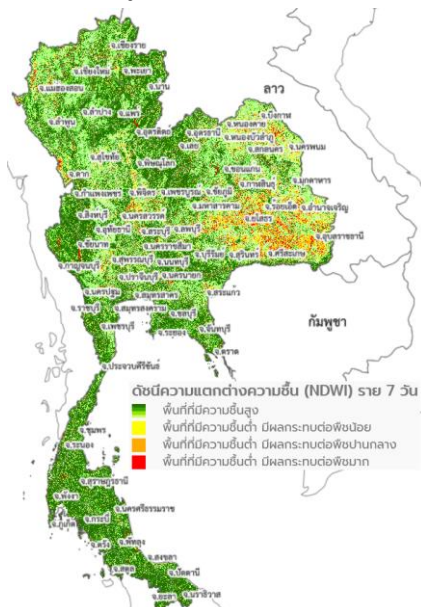 จ.เชียงราย
จ.เชียงใหม่
จ.พะเยา
จ.แม่ฮ่องสอน
จ.น่าน
จ.ลำปาง
จ.แพร่
จ.ลำพูน
จ.อุตรดิตถ์
จ.สุโขทัย
จ.ตาก
จ.พิษณุโลก
จ.กำแพงเพชร
จ.พิจิตร
จ.เพชรบูรณ์
จ.ชัยภูมิ
ลาว
จ.บึงกาฬ
จ.หนองคาย
จ.อุดรธานี
จ.หนองบัวลำภู
จ.เลย
จ.สกลนคร
จ.นครพนม
จ.ขอนแก่น
จ.กาฬสินธุ์
จ.มุกดาหาร
จ.มหาสารคาม
จ.ร้อยเอ็ด
จ.อำนาจเจริญ
จ.ยโสธร
จ.อุบลราชธานี
จ.สิงห์บุรี
จ.นครสวรรค์
จ.อุทัยธานี
จ.สระบุรี
จ.ลพบุรี
จ.บุรีรัมย์
จ.สุรินทร์
จ.ศรีสะเกษ
จ.ชัยนาท
จ.นครราชสีมา
จ.สุพรรณบุรี
จ.นนทบุรี
จ.กาญจนบุรี
จ.ปราจีนบุรี
จ.นครนายก
จ.สระแก้ว
จ.นครปฐม
จ.สมุทรสาคร
จ.ราชบุรี
จ.สมุทรสงคราม
จ.ชลบุรี
จ.เพชรบุรี
จ.ระยอง
จ.จันทบุรี
จ.ตราด
กัมพูชา
จ.ประจวบคีรีขันธ์
ดัชนีความแตกต่างความชื้น (NDWI) ราย 7 วัน
พื้นที่ที่มีความชื้นสูง
พื้นที่ที่มีความชื้นต่ำ มีผลกระทบต่อพืชน้อย
พื้นที่ที่มีความชื้นต่ำ มีผลกระทบต่อพืชปานกลาง
พื้นที่ที่มีความชื้นต่ำ มีผลกระทบต่อพืชมาก
จ.ชุมพร
จ.ระนอง
จ.สุราษฎร์ธานี
จ.พังงา
จ.นครศรีธรรมราช
จ.ภูเก็ต
จ.กระบี่
จ.ตรัง
จ.พัทลุง
จ.สงขลา
จ.สตูล
จ.ปัตตานี
จ.ยะลา
จ.นราธิวาส